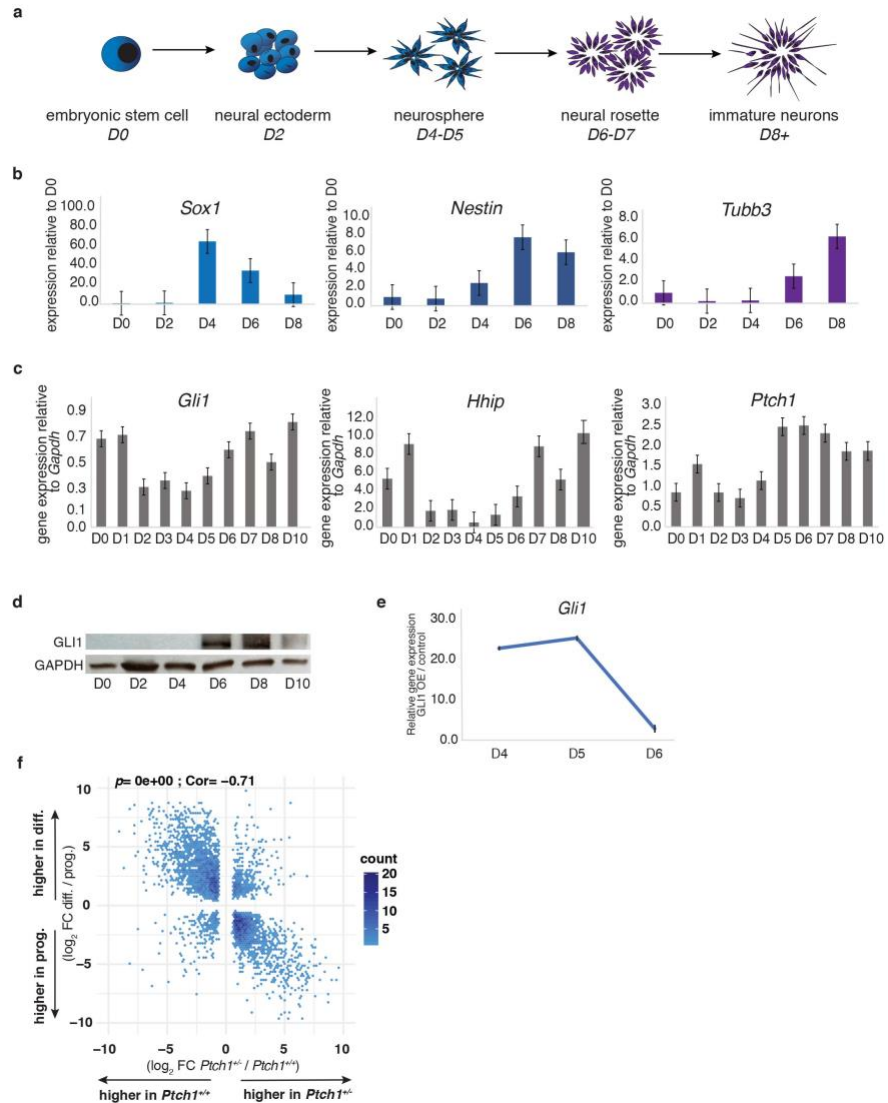 a
embryonic stem cell neural ectoderm neurosphere neural rosette immature neurons
D0 D2 D4-D5 D6-D7 D8+
b
expression relative to D0
Sox1
100.0
80.0
60.0
40.0
20.0
0.0
D0 D2 D4 D6 D8
expression relative to D0
Nestin
10.0
8.0
6.0
4.0
2.0
0.0
D0 D2 D4 D6 D8
expression relative to D0
Tubb3
8.0
6.0
4.0
2.0
0.0
D0 D2 D4 D6 D8
c
gene expression relative
to Gapdh
Gli1
0.9
0.7
0.5
0.3
0.1
0.0
D0 D1 D2 D3 D4 D5 D6 D7 D8 D10
gene expression relative
to Gapdh
Hhip
12.0
10.0
8.0
6.0
4.0
2.0
0.0
D0 D1 D2 D3 D4 D5 D6 D7 D8 D10
gene expression relative
to Gapdh
Ptch1
3.0
2.5
2.0
1.5
1.0
0.5
0.0
D0 D1 D2 D3 D4 D5 D6 D7 D8 D10
d
GLI1
GAPDH
D0 D2 D4 D6 D8 D10
e
Gli1
Relative gene expression
GLI1 OE / control
30.0
20.0
10.0
0.0
D4 D5 D6
f
p= 0e+00 ; Cor= −0.71
higher in diff.
higher in prog.
(log2 FC diff. / prog.)
10
5
0
−5
−10
−10 −5 0 5 10
(log2 FC Ptch1+/- / Ptch1+/+)
higher in Ptch1+/+ higher in Ptch1+/-
count
20
15
10
5